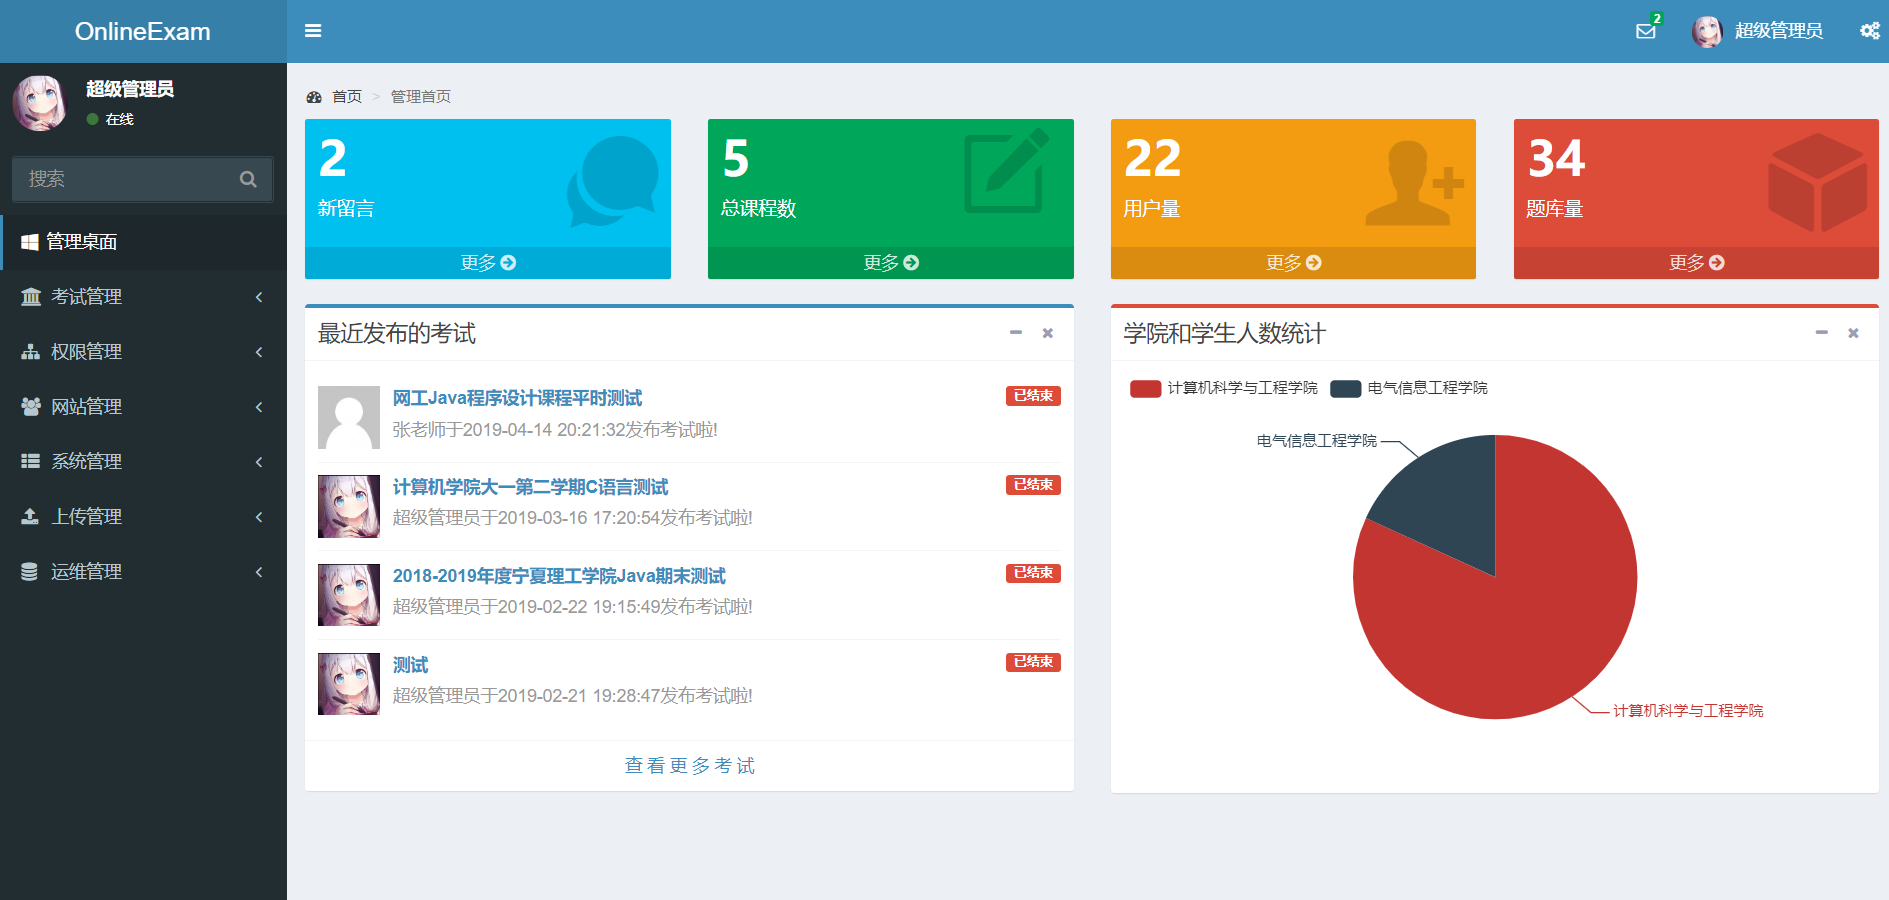 OnlineExam
2
超级管理员
超级管理员
在线
搜索
管理桌面
考试管理
权限管理
网站管理
系统管理
上传管理
运维管理
首页 > 管理首页
2
新留言
更多
5
总课程数
更多
22
用户量
更多
34
题库量
更多
最近发布的考试
网工Java程序设计课程平时测试
已结束
张老师于2019-04-14 20:21:32发布考试啦!
计算机学院大一第二学期C语言测试
已结束
超级管理员于2019-03-16 17:20:54发布考试啦!
2018-2019年度宁夏理工学院Java期末测试
已结束
超级管理员于2019-02-22 19:15:49发布考试啦!
测试
已结束
超级管理员于2019-02-21 19:28:47发布考试啦!
查看更多考试
学院和学生人数统计
计算机科学与工程学院 电气信息工程学院
电气信息工程学院
计算机科学与工程学院